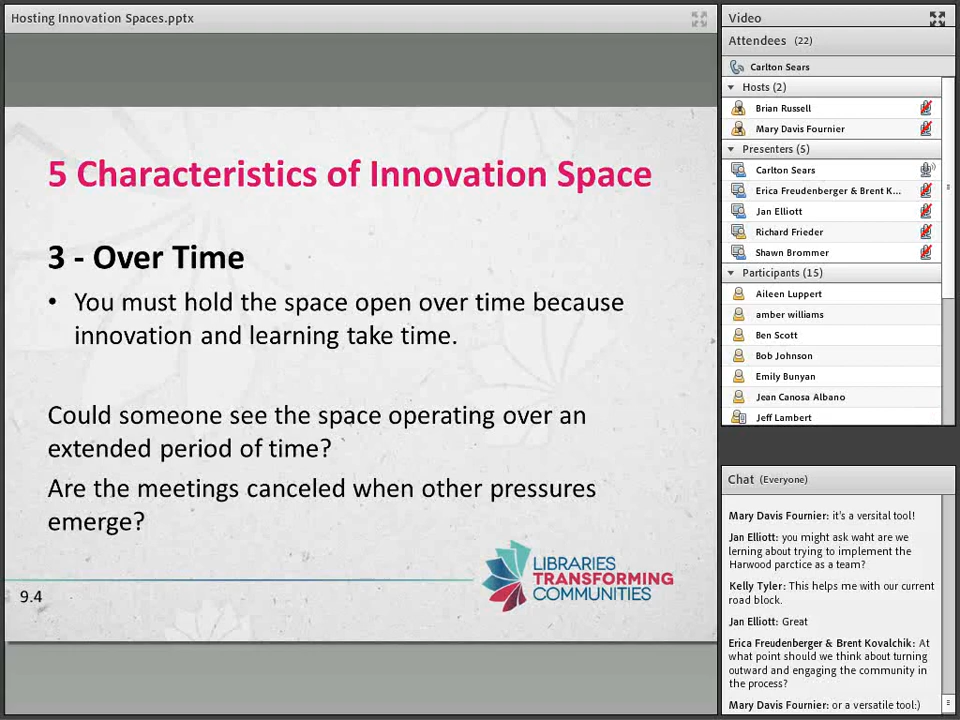 Hosting Innovation Spaces.pptx
5 Characteristics of Innovation Space
3 - Over Time
• You must hold the space open over time because
innovation and learning take time.
Could someone see the space operating over an
extended period of time?
Are the meetings canceled when other pressures
emerge?
LIBRARIES
TRANSFORMING
COMMUNITIES
9.4
Video
Attendees (22)
Carlton Sears
Hosts (2)
Brian Russell
Mary Davis Fournier
Presenters (5)
Carlton Sears
Erica Freudenberger & Brent K...
Jan Elliott
Richard Frieder
Shawn Brommer
Participants (15)
Aileen Luppert
amber williams
Ben Scott
Bob Johnson
Emily Bunyan
Jean Canosa Albano
Jeff Lambert
Chat (Everyone)
Mary Davis Fournier: it's a versital tool!
Jan Elliott: you might ask waht are we
lerning about trying to implement the
Harwood parctice as a team?
Kelly Tyler: This helps me with our current
road block.
Jan Elliott: Great
Erica Freudenberger & Brent Kovalchik: At
what point should we think about turning
outward and engaging the community in
the process?
Mary Davis Fournier: or a versatile tool:)